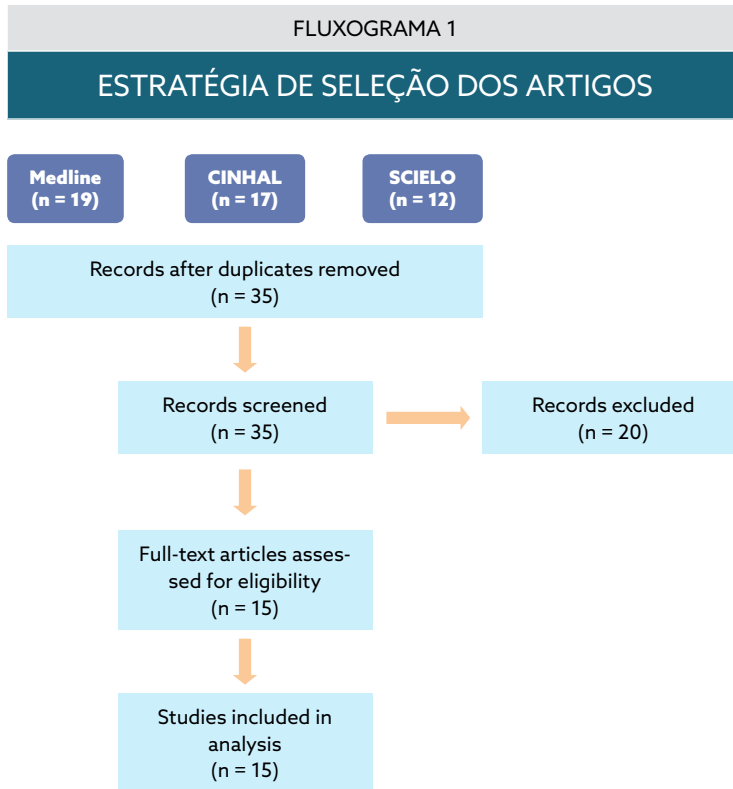 FLUXOGRAMA 1
ESTRATÉGIA DE SELEÇÃO DOS ARTIGOS
Medline
(n = 19)
CINHAL
(n = 17)
SCIELO
(n = 12)
Records after duplicates removed
(n = 35)
Records screened
(n = 35)
Records excluded
(n = 20)
Full-text articles asses-
sed for eligibility
(n = 15)
Studies included in
analysis
(n = 15)